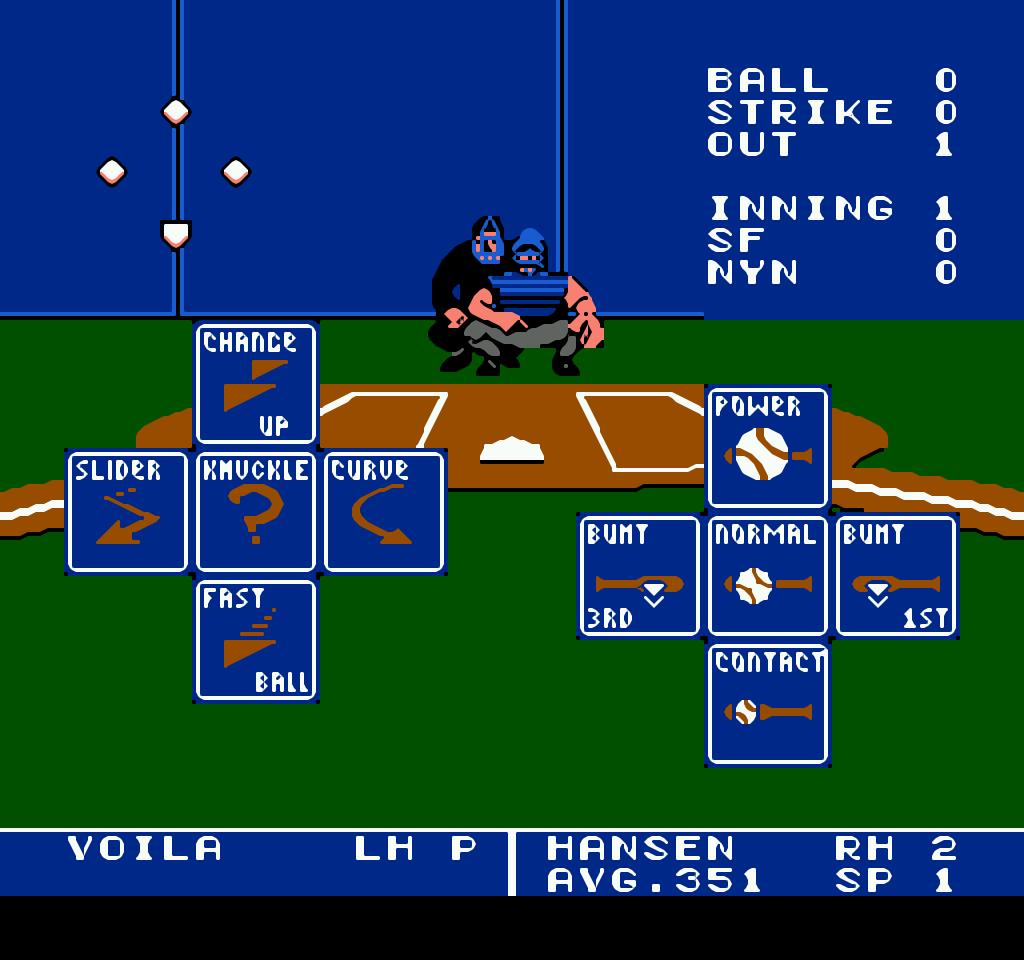 BALL 0
STRIKE 0
OUT 1
INNING 1
SF 0
NYN 0
CHANGE
UP
SLIDER
KNUCKLE
CURVE
FAST
BALL
POWER
BUNT
3RD
NORMAL
BUNT
1ST
CONTACT
VOILA LH P
HANSEN RH 2
AVG.351 SP 1